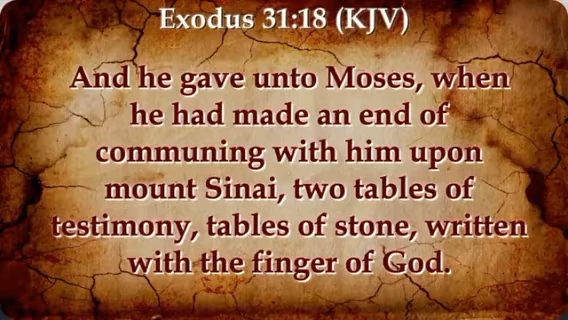 Exodus 31:18 (KJV)
And he gave unto Moses, when
he had made an end of
communing with him upon
mount Sinai, two tables of
testimony, tables of stone, written
with the finger of God.